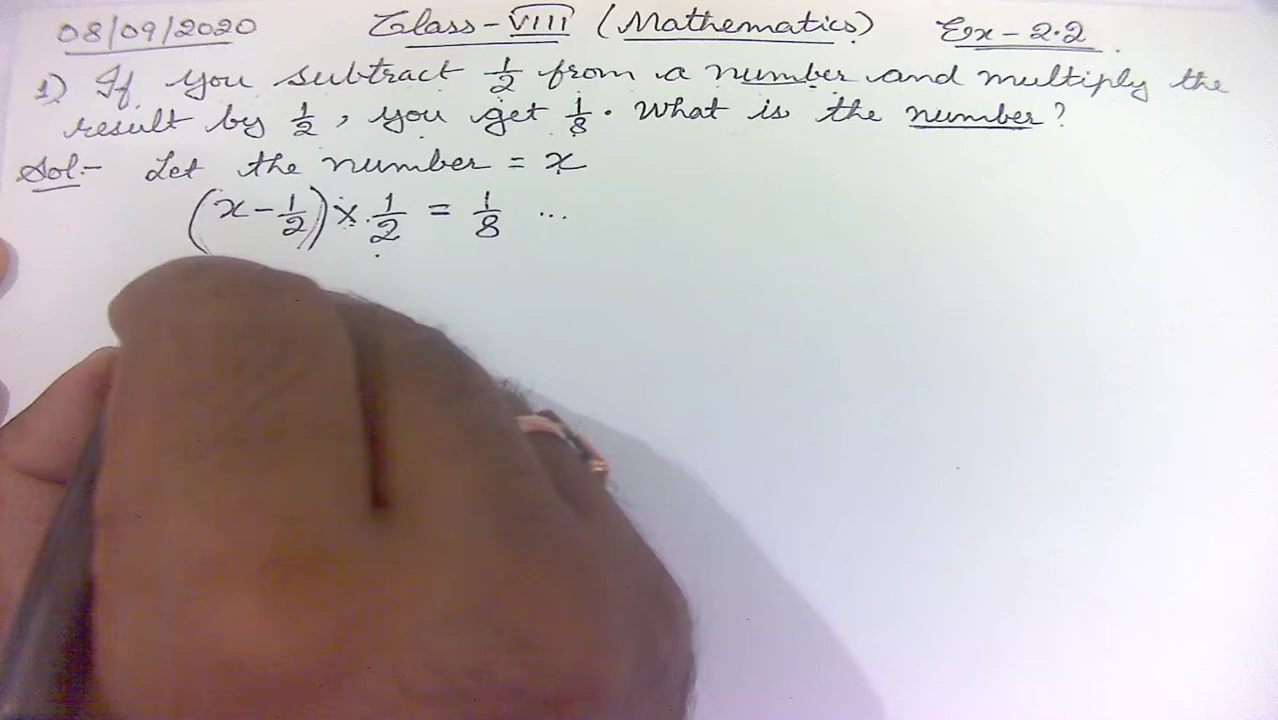 08/09/2020 Class-VIII (Mathematics) Ex-2.2
1) If you subtract 1/2 from a number and multiply the
result by 1/2, you get 1/8. What is the number?
Sol:- Let the number = x
(x - 1/2) × 1/2 = 1/8 ...